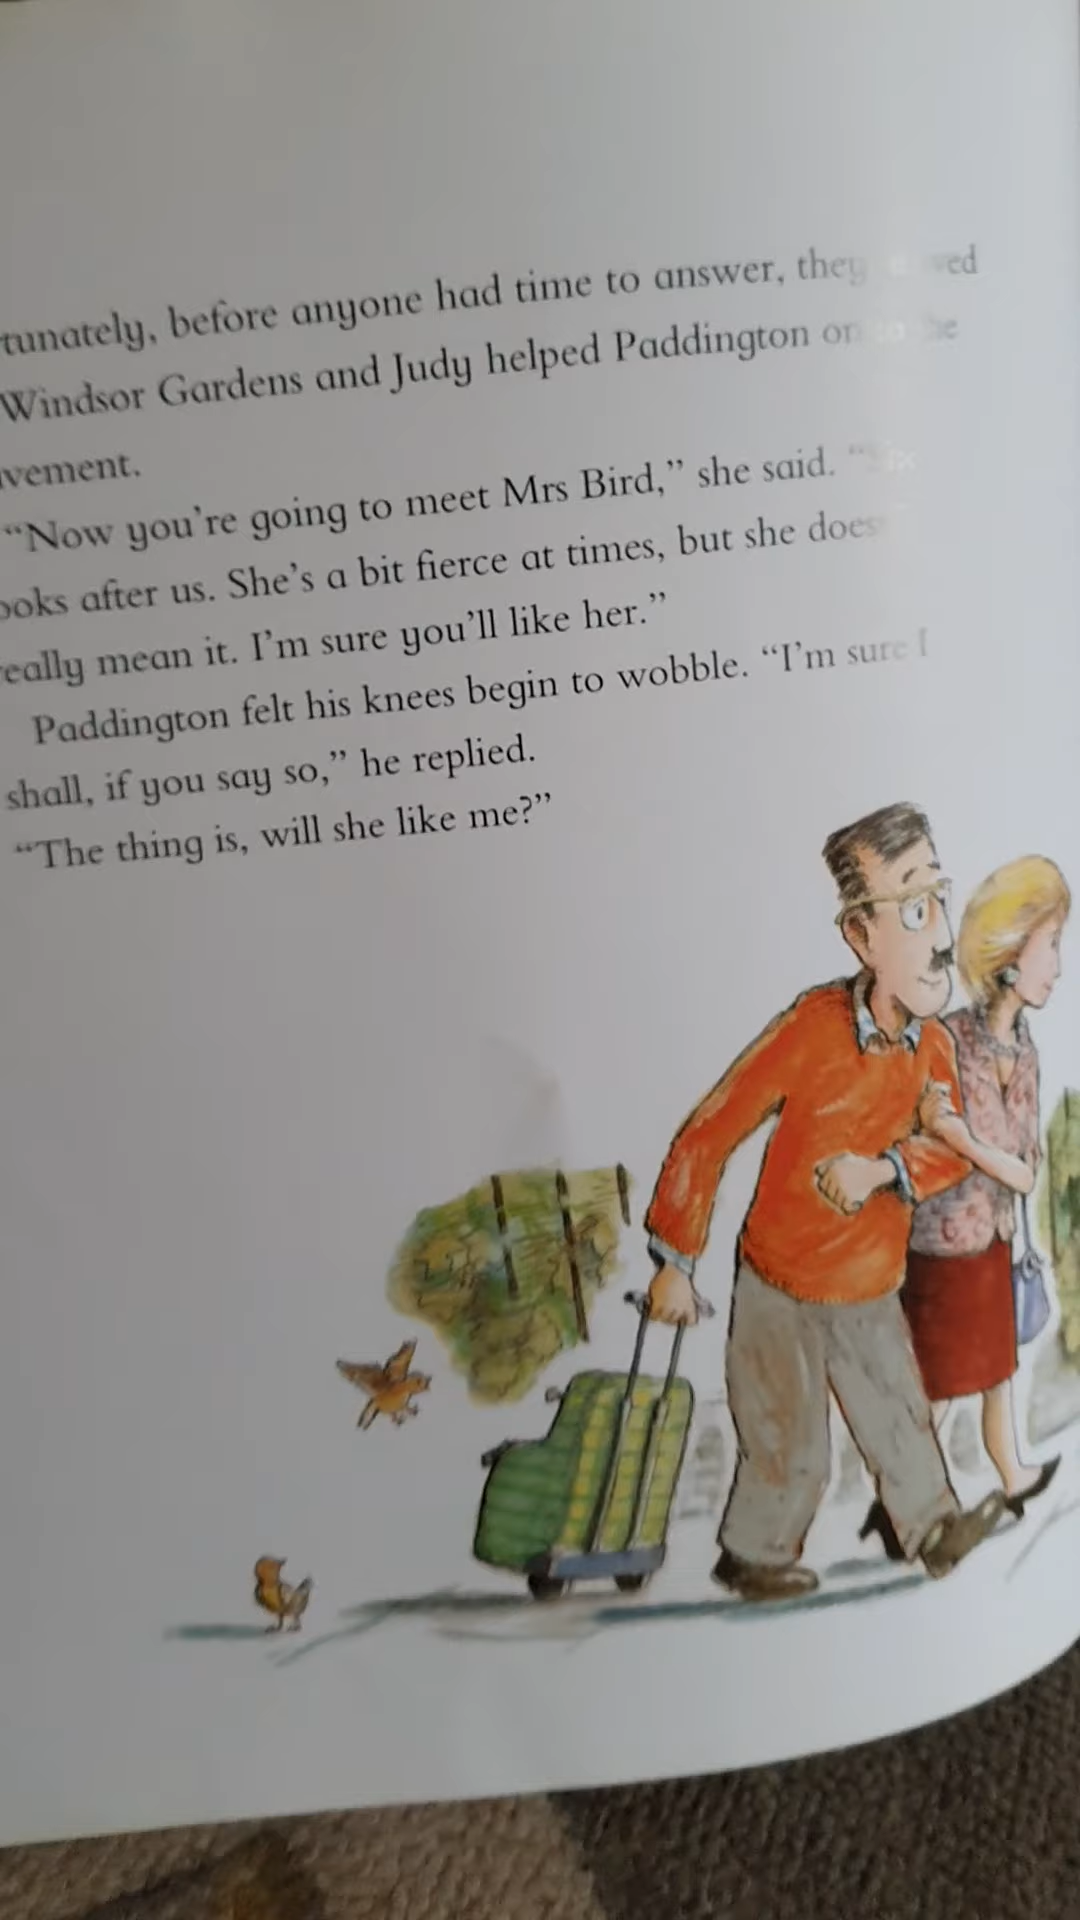 tunately, before anyone had time to answer, they
Windsor Gardens and Judy helped Paddington on
vement.
“Now you’re going to meet Mrs Bird,” she said. “
ooks after us. She’s a bit fierce at times, but she does
really mean it. I’m sure you’ll like her.”
Paddington felt his knees begin to wobble. “I’m sure I
shall, if you say so,” he replied.
“The thing is, will she like me?”